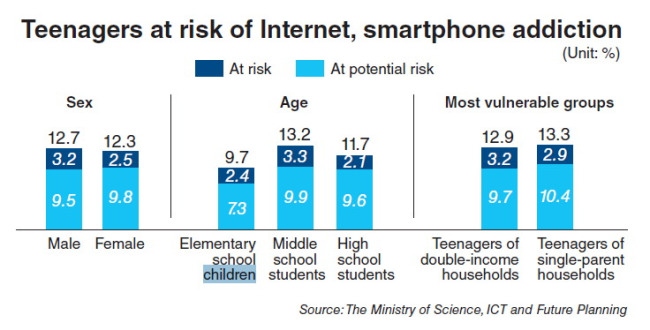 Teenagers at risk of Internet, smartphone addiction
(Unit: %)
At risk At potential risk
Sex Age Most vulnerable groups
12.7 12.3 9.7 13.2 11.7 12.9 13.3
3.2 2.5 2.4 3.3 2.1 3.2 2.9
9.5 9.8 7.3 9.9 9.6 9.7 10.4
Male Female Elementary Middle High Teenagers of Teenagers of
school school school double-income single-parent
children students students households households
Source: The Ministry of Science, ICT and Future Planning